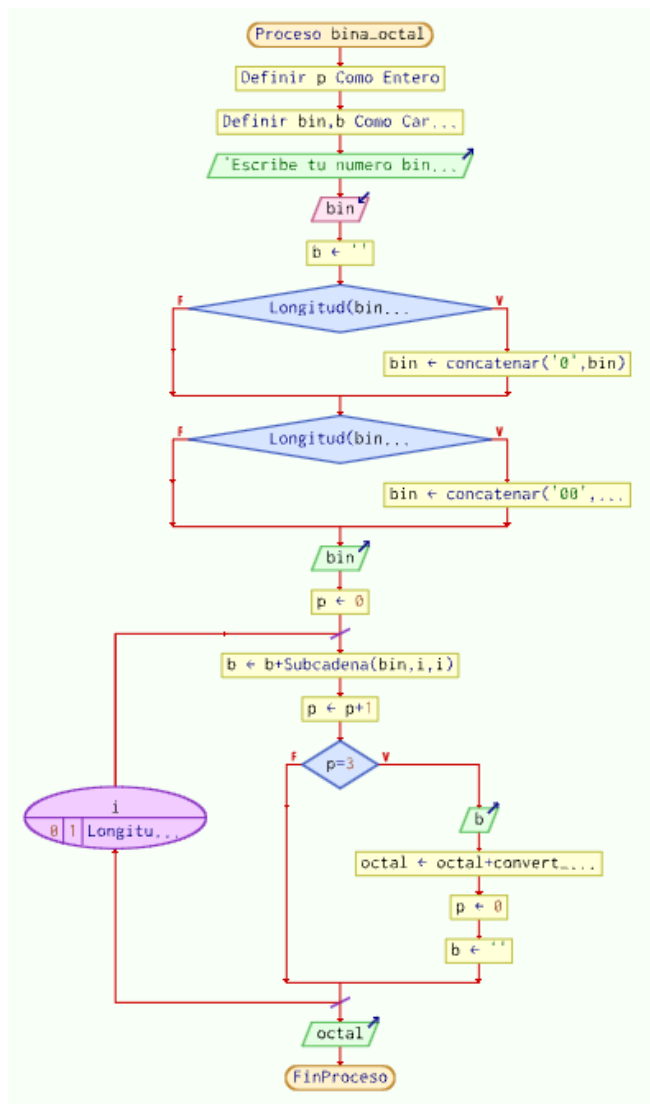 Proceso bina_octal
Definir p Como Entero
Definir bin,b Como Car...
'Escribe tu numero bin...
bin
b ← ''
F
Longitud(bin...
V
bin ← concatenar('0',bin)
F
Longitud(bin...
V
bin ← concatenar('00',...
bin
p ← 0
b ← b+Subcadena(bin,i,i)
p ← p+1
F
p=3
V
i
0 1 Longitu...
b
octal ← octal+convert_...
p ← 0
b ← ''
octal
FinProceso